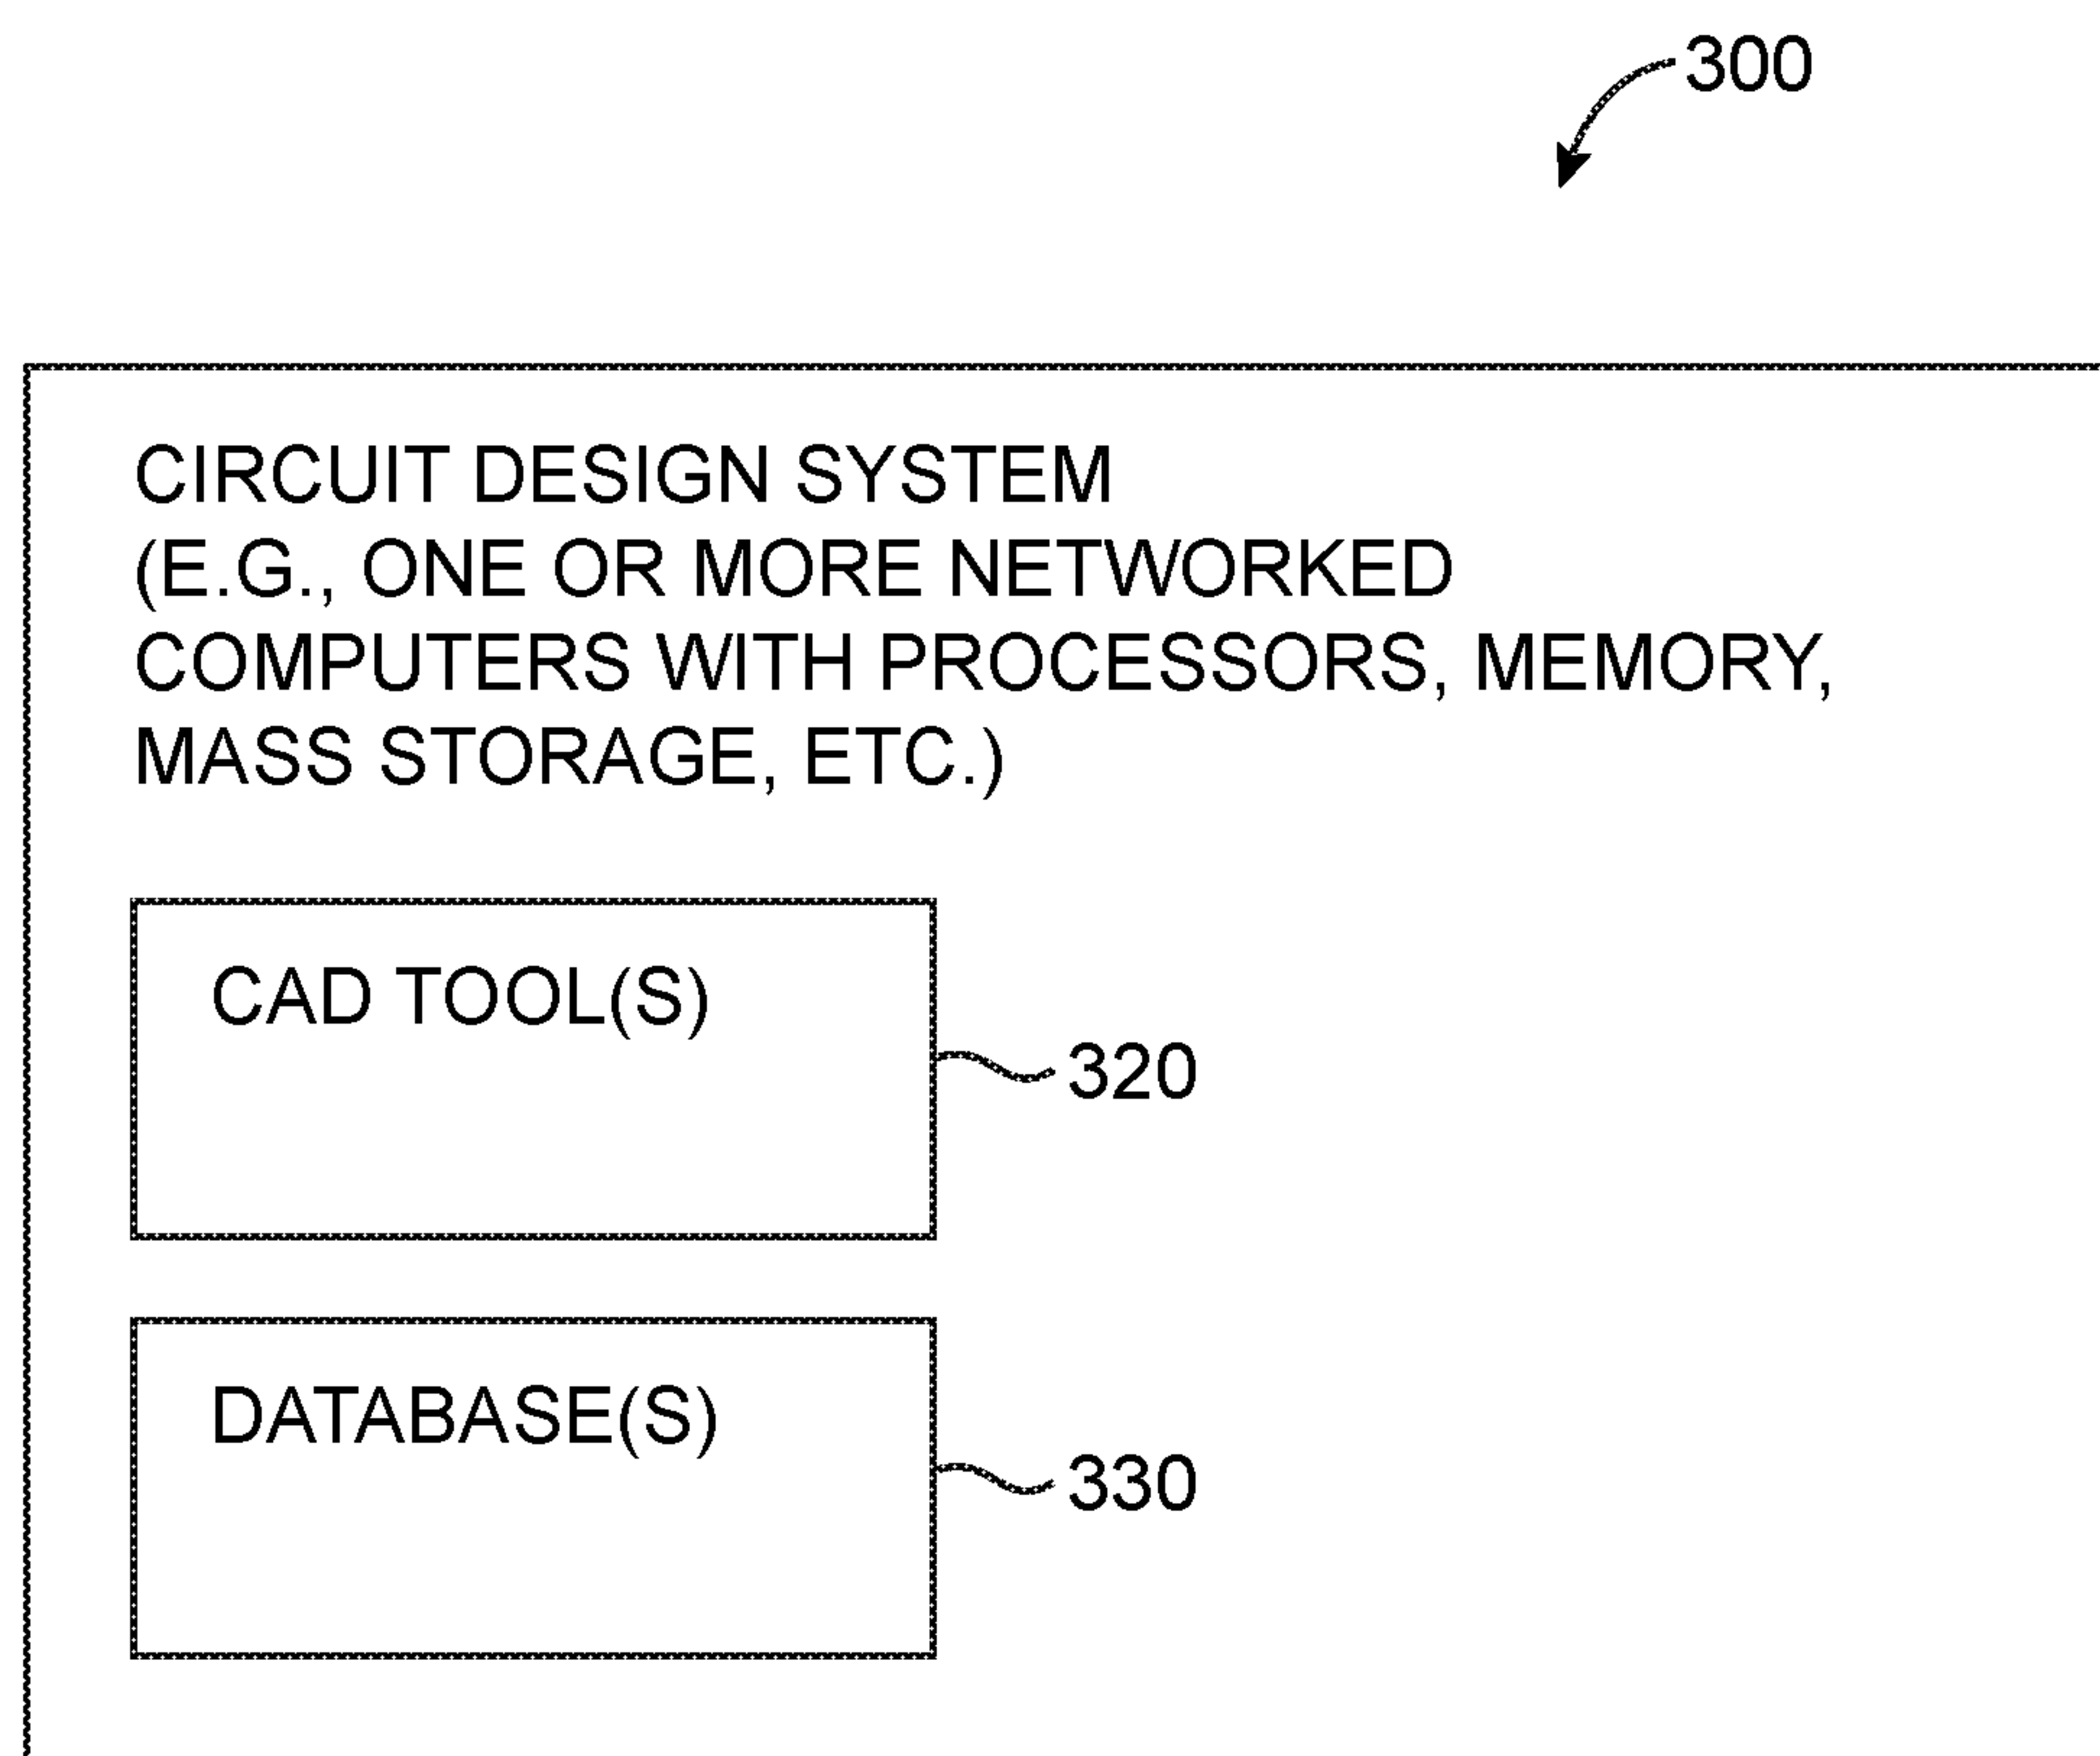 300
CIRCUIT DESIGN SYSTEM
(E.G., ONE OR MORE NETWORKED
COMPUTERS WITH PROCESSORS, MEMORY,
MASS STORAGE, ETC.)
CAD TOOL(S)
320
DATABASE(S)
330